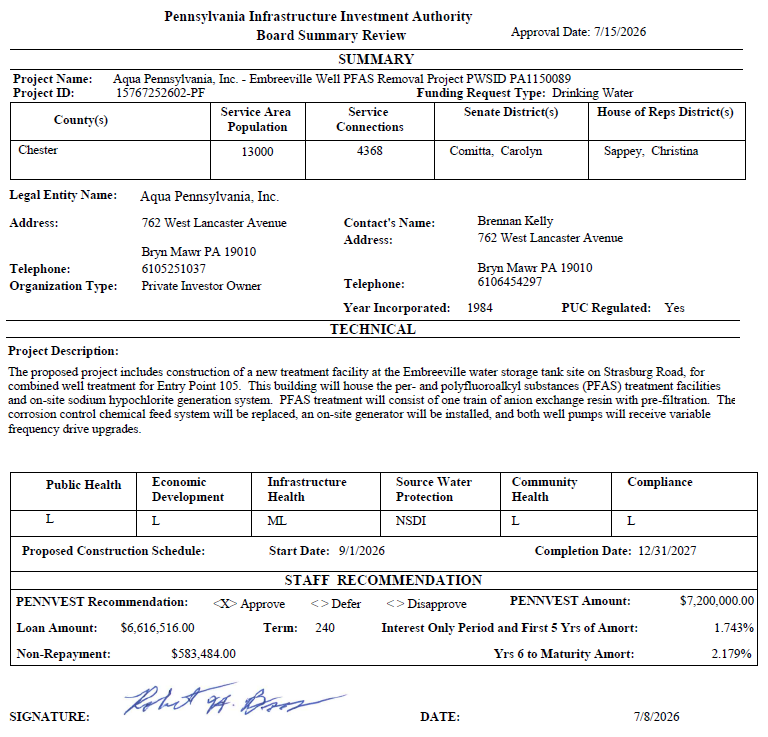 Pennsylvania Infrastructure Investment Authority
Board Summary Review
Approval Date: 7/15/2026
SUMMARY
Project Name: Aqua Pennsylvania, Inc. - Embreeville Well PFAS Removal Project PWSID PA1150089
Project ID: 15767252602-PF Funding Request Type: Drinking Water
County(s) Service Area Population Service Connections Senate District(s) House of Reps District(s)
Chester 13000 4368 Comitta, Carolyn Sappey, Christina
Legal Entity Name: Aqua Pennsylvania, Inc.
Address: 762 West Lancaster Avenue Contact's Name: Brennan Kelly
Address: 762 West Lancaster Avenue
Bryn Mawr PA 19010 Bryn Mawr PA 19010
Telephone: 6105251037 Telephone: 6106454297
Organization Type: Private Investor Owner
Year Incorporated: 1984 PUC Regulated: Yes
TECHNICAL
Project Description:
The proposed project includes construction of a new treatment facility at the Embreeville water storage tank site on Strasburg Road, for
combined well treatment for Entry Point 105. This building will house the per- and polyfluoroalkyl substances (PFAS) treatment facilities
and on-site sodium hypochlorite generation system. PFAS treatment will consist of one train of anion exchange resin with pre-filtration. The
corrosion control chemical feed system will be replaced, an on-site generator will be installed, and both well pumps will receive variable
frequency drive upgrades.
Public Health Economic Development Infrastructure Health Source Water Protection Community Health Compliance
L L ML NSDI L L
Proposed Construction Schedule: Start Date: 9/1/2026 Completion Date: 12/31/2027
STAFF RECOMMENDATION
PENNVEST Recommendation: <X> Approve < > Defer < > Disapprove PENNVEST Amount: $7,200,000.00
Loan Amount: $6,616,516.00 Term: 240 Interest Only Period and First 5 Yrs of Amort: 1.743%
Non-Repayment: $583,484.00 Yrs 6 to Maturity Amort: 2.179%
SIGNATURE: Robert H. DATE: 7/8/2026